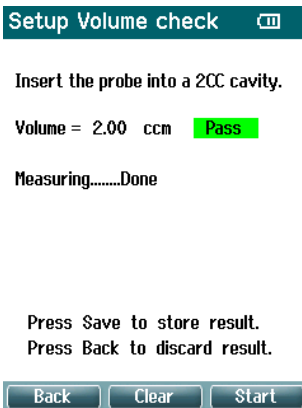 Setup Volume check
Insert the probe into a 2CC cavity.
Volume = 2.00 ccm Pass
Measuring........Done
Press Save to store result.
Press Back to discard result.
Back Clear Start